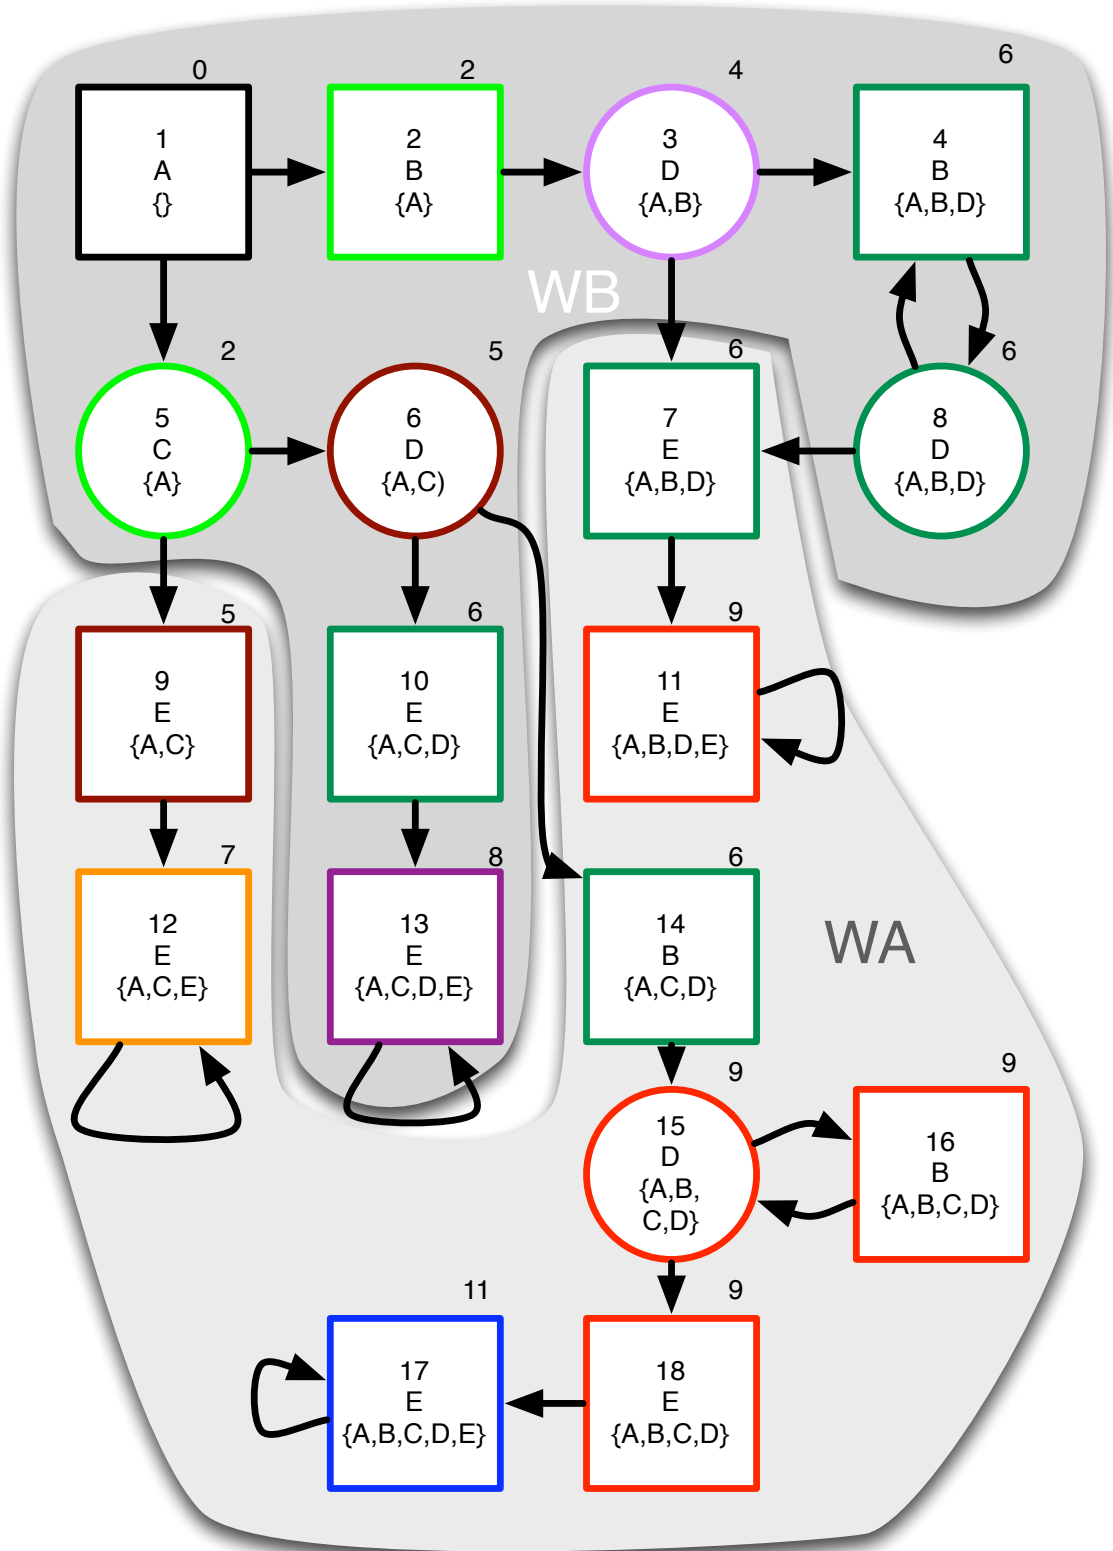 0
1
A
{}
2
2
B
{A}
4
3
D
{A,B}
6
4
B
{A,B,D}
WB
2
5
C
{A}
5
6
D
{A,C)
6
7
E
{A,B,D}
6
8
D
{A,B,D}
5
9
E
{A,C}
6
10
E
{A,C,D}
9
11
E
{A,B,D,E}
7
12
E
{A,C,E}
8
13
E
{A,C,D,E}
6
14
B
{A,C,D}
WA
9
15
D
{A,B,
C,D}
9
16
B
{A,B,C,D}
11
17
E
{A,B,C,D,E}
9
18
E
{A,B,C,D}